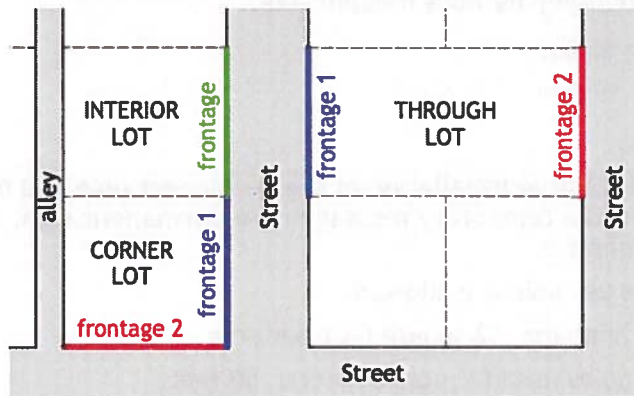 INTERIOR
LOT
frontage
frontage 1
THROUGH
LOT
frontage 2
alley
Street
Street
CORNER
LOT
frontage 1
frontage 2
Street